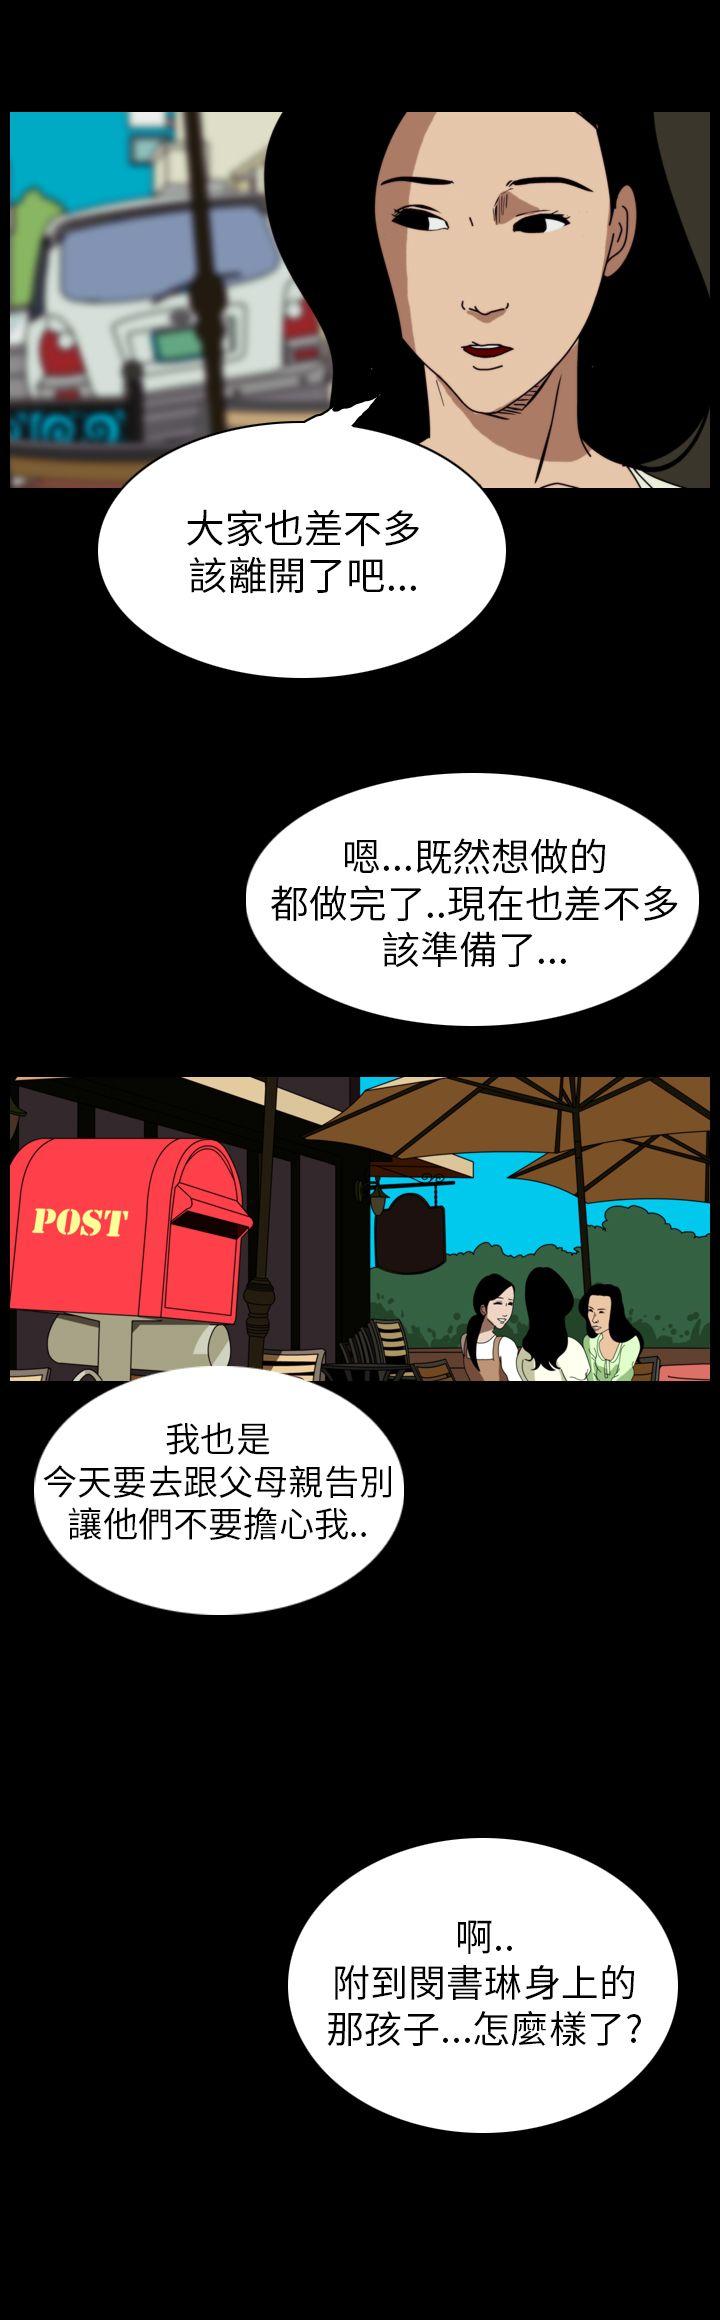 大家也差不多
該離開了吧...
嗯...既然想做的
都做完了..現在也差不多
該準備了...
POST
我也是
今天要去跟父母親告別
讓他們不要擔心我..
啊..
附到閔書琳身上的
那孩子...怎麼樣了?